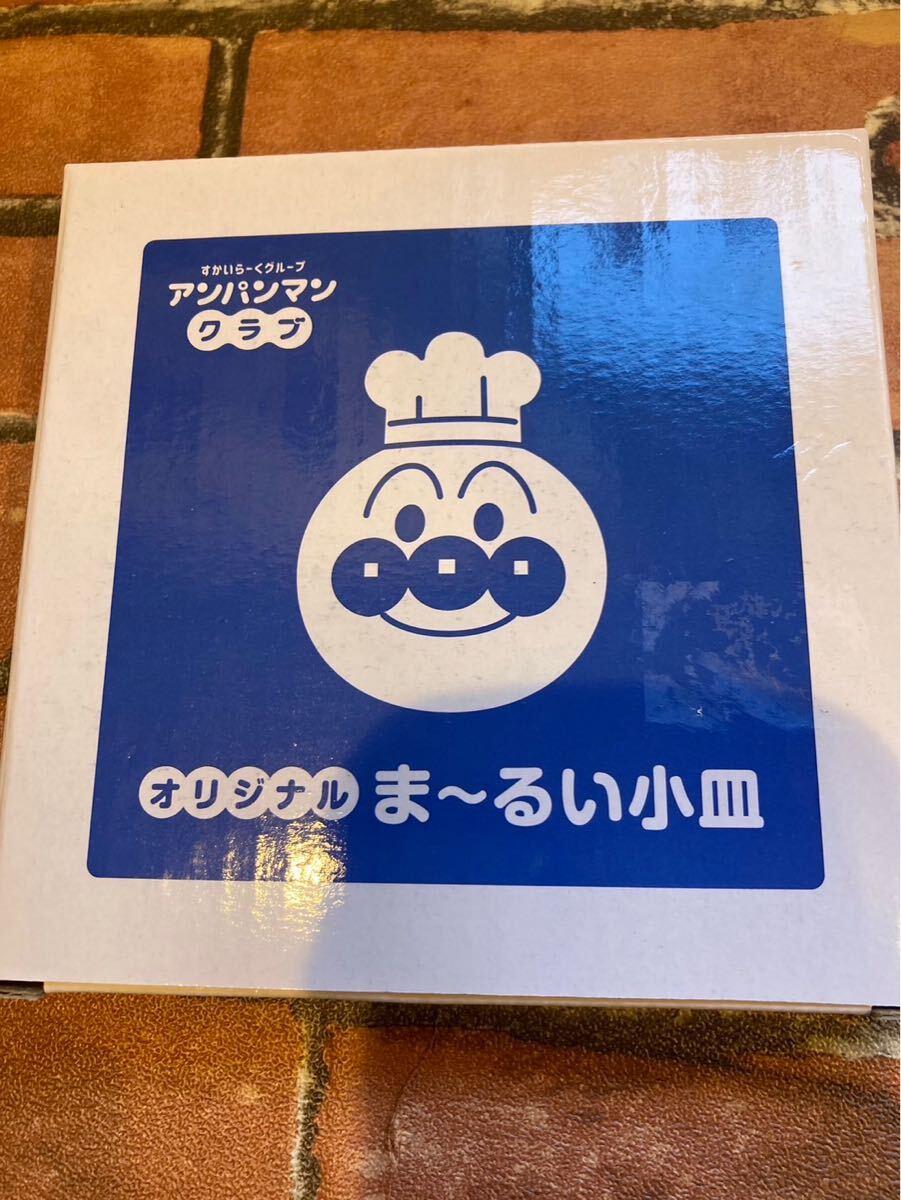 すかいらーくグループ
アンパンマン
クラブ
オリジナル ま～るい小皿